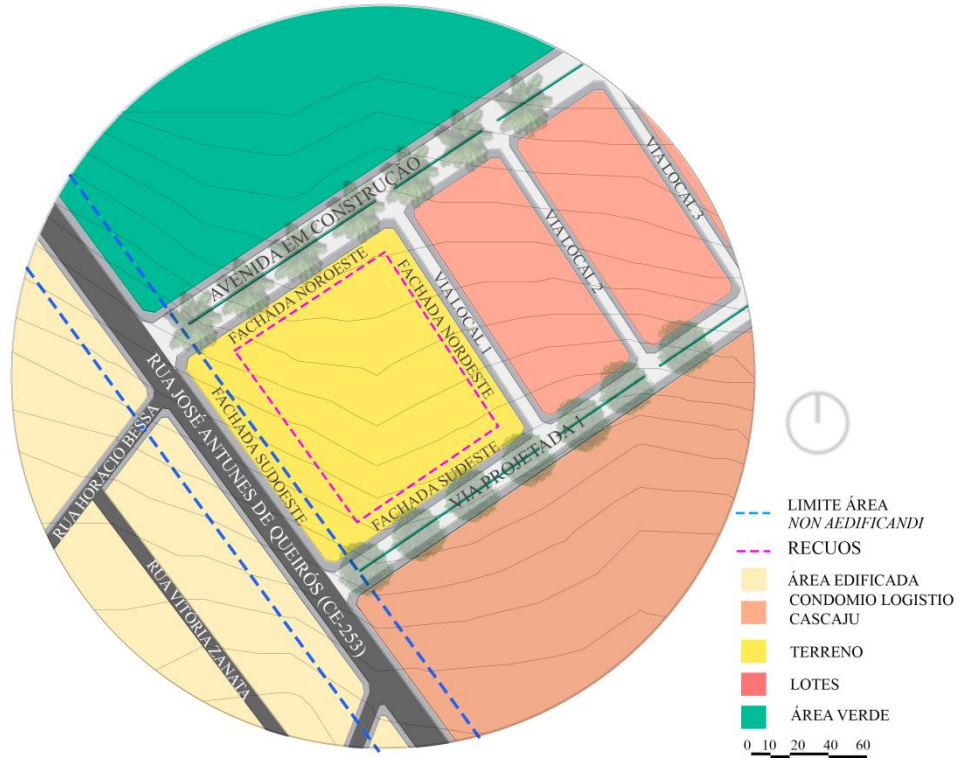 AVENIDA EM CONSTRUÇÃO
VIA LOCAL 3
VIA LOCAL 2
VIA LOCAL 1
FACHADA NOROESTE
FACHADA NORDESTE
FACHADA SUDOESTE
FACHADA SUDESTE
VIA PROJETADA 1
RUA JOSÉ ANTUNES DE QUEIRÓS (CE-253)
RUA HORACIO BESSA
RUA VITORIA ZANATA
LIMITE ÁREA
NON AEDIFICANDI
RECUOS
ÁREA EDIFICADA
CONDOMIO LOGISTIO
CASCAJU
TERRENO
LOTES
ÁREA VERDE
0 10 20 40 60